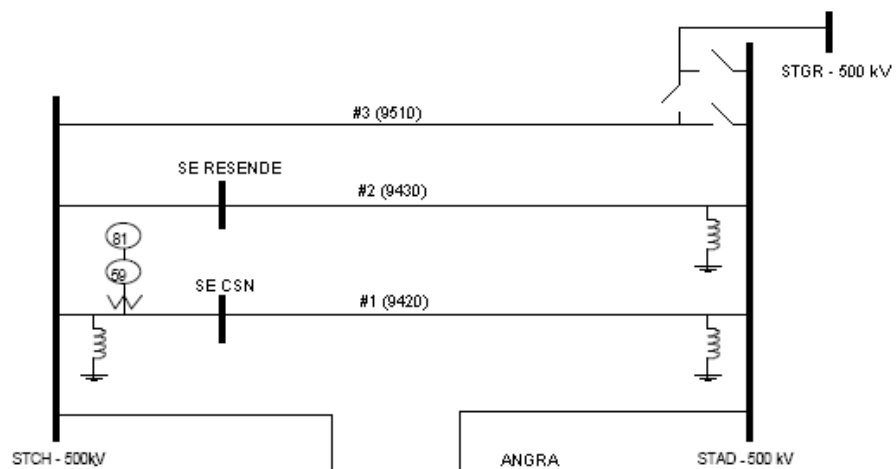 STGR - 500 kV
#3 (9510)
SE RESENDE
#2 (9430)
81
59
SE CSN
#1 (9420)
STCH - 500kV
ANGRA
STAD - 500 kV